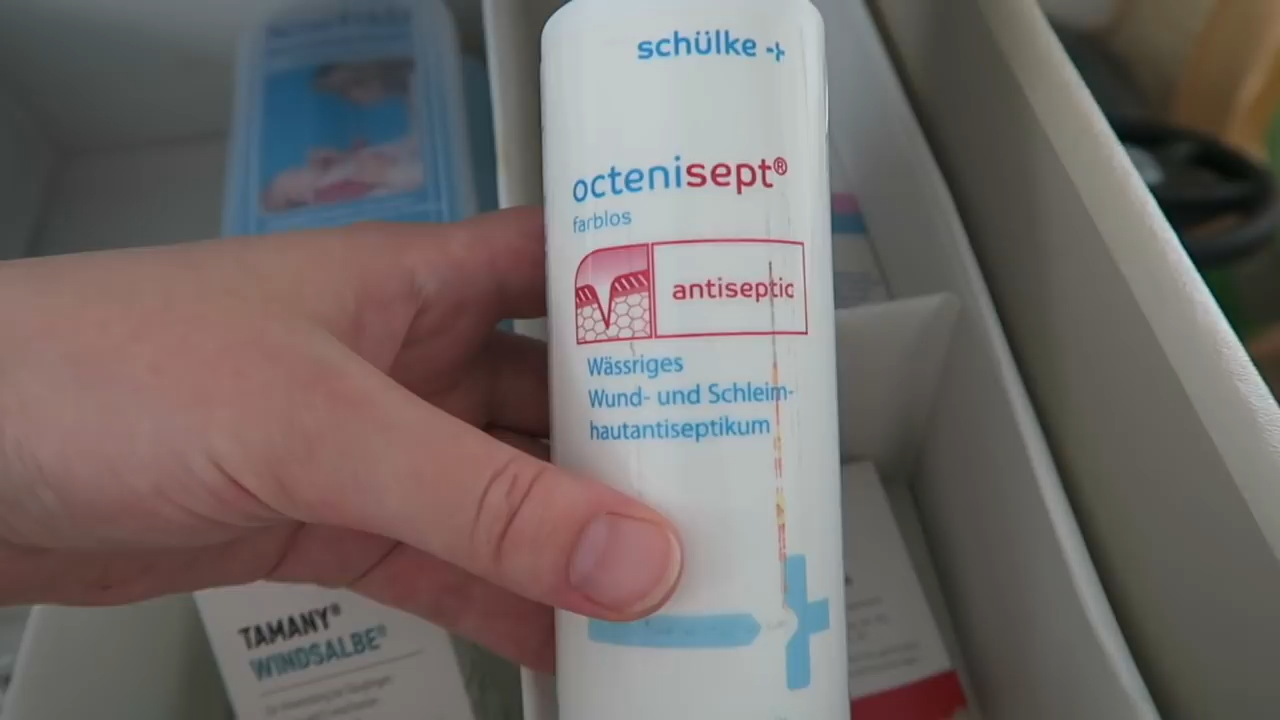 schülke
octenisept®
farblos
antiseptic
Wässriges
Wund- und Schleim-
hautantiseptikum
TAMANY®
WINDSALBE®